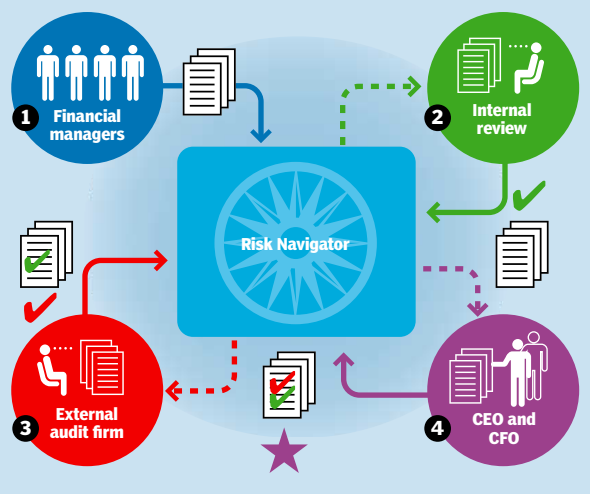 1
Financial
managers
2
Internal
review
Risk Navigator
3
External
audit firm
4
CEO and
CFO